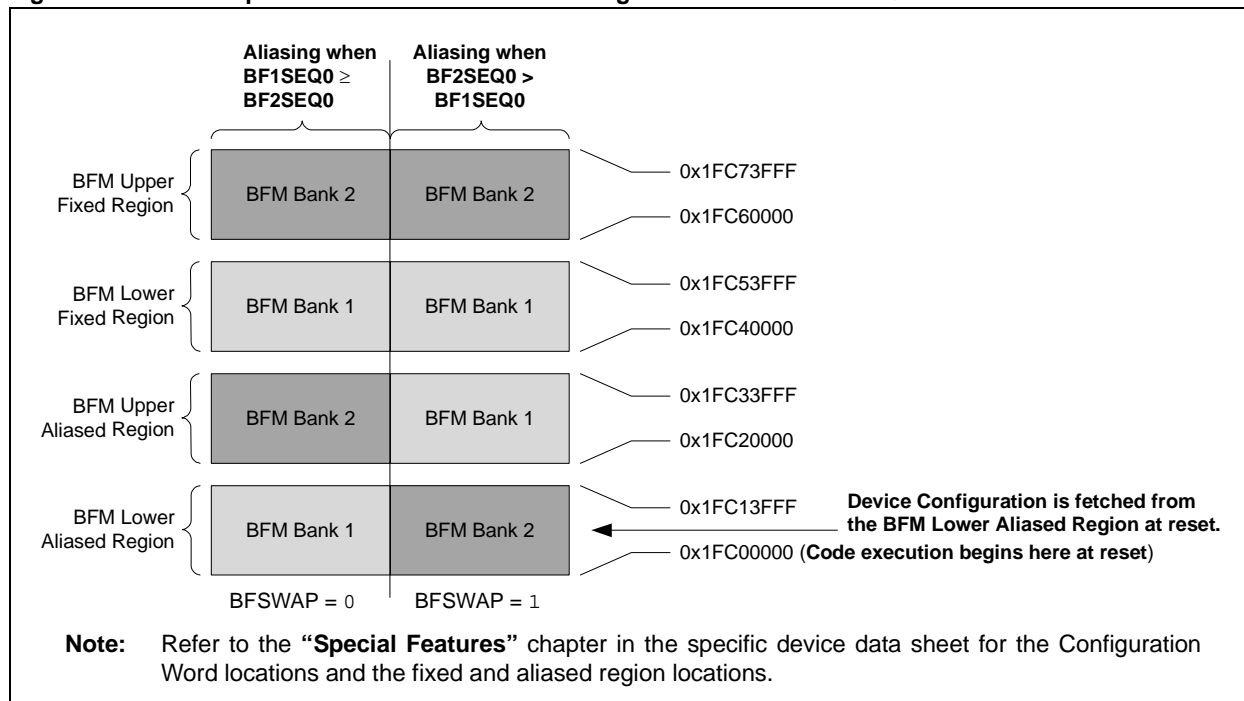 Aliasing when
BF1SEQ0 ≥
BF2SEQ0
Aliasing when
BF2SEQ0 >
BF1SEQ0
BFM Upper
Fixed Region
BFM Bank 2
BFM Bank 2
0x1FC73FFF
0x1FC60000
BFM Lower
Fixed Region
BFM Bank 1
BFM Bank 1
0x1FC53FFF
0x1FC40000
BFM Upper
Aliased Region
BFM Bank 2
BFM Bank 1
0x1FC33FFF
0x1FC20000
BFM Lower
Aliased Region
BFM Bank 1
BFM Bank 2
0x1FC13FFF
Device Configuration is fetched from
the BFM Lower Aliased Region at reset.
0x1FC00000 (Code execution begins here at reset)
BFSWAP = 0
BFSWAP = 1
Note: Refer to the “Special Features” chapter in the specific device data sheet for the Configuration
Word locations and the fixed and aliased region locations.